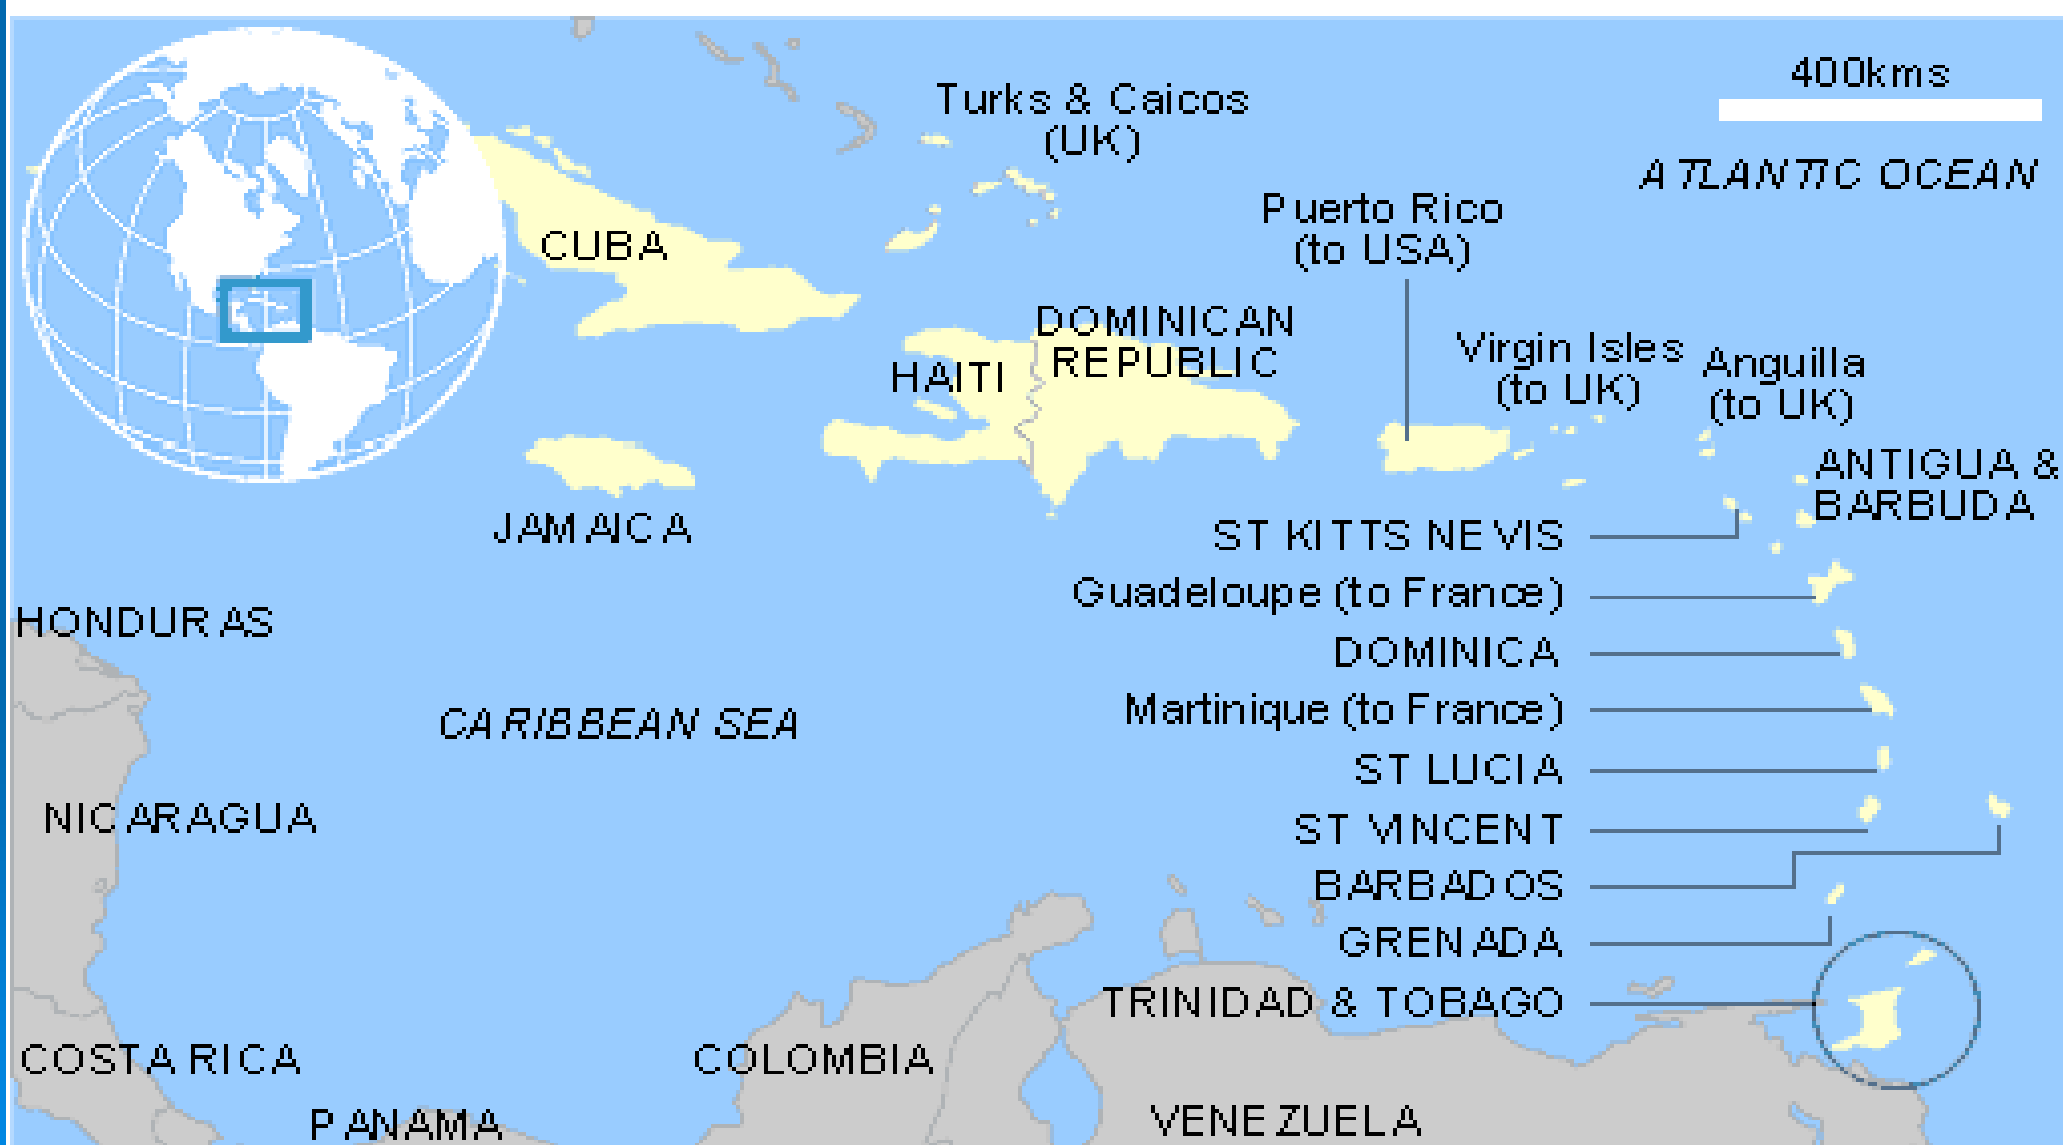 400kms
Turks & Caicos
(UK)
ATLANTIC OCEAN
Puerto Rico
(to USA)
CUBA
DOMINICAN
REPUBLIC
HAITI
Virgin Isles
(to UK)
Anguilla
(to UK)
ANTIGUA &
BARBUDA
JAMAICA
ST KITTS NEVIS
Guadeloupe (to France)
HONDURAS
DOMINICA
CARIBBEAN SEA
Martinique (to France)
ST LUCIA
NICARAGUA
ST VINCENT
BARBADOS
GRENADA
TRINIDAD & TOBAGO
COSTA RICA
COLOMBIA
PANAMA
VENEZUELA